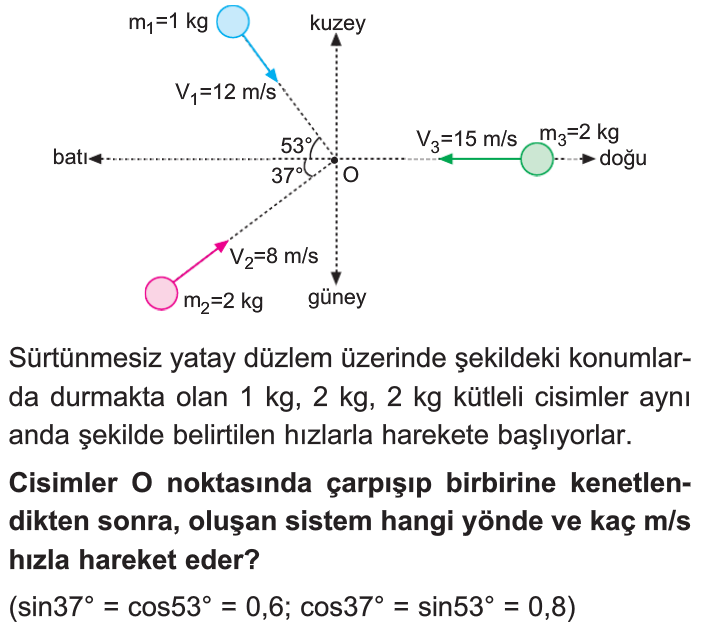 m₁=1 kg
kuzey
V₁=12 m/s
53°
V₃=15 m/s
m₃=2 kg
batı
doğu
37°
O
V₂=8 m/s
m₂=2 kg
güney
Sürtünmesiz yatay düzlem üzerinde şekildeki konumlar-
da durmakta olan 1 kg, 2 kg, 2 kg kütleli cisimler aynı
anda şekilde belirtilen hızlarla harekete başlıyorlar.
Cisimler O noktasında çarpışıp birbirine kenetlen-
dikten sonra, oluşan sistem hangi yönde ve kaç m/s
hızla hareket eder?
(sin37° = cos53° = 0,6; cos37° = sin53° = 0,8)